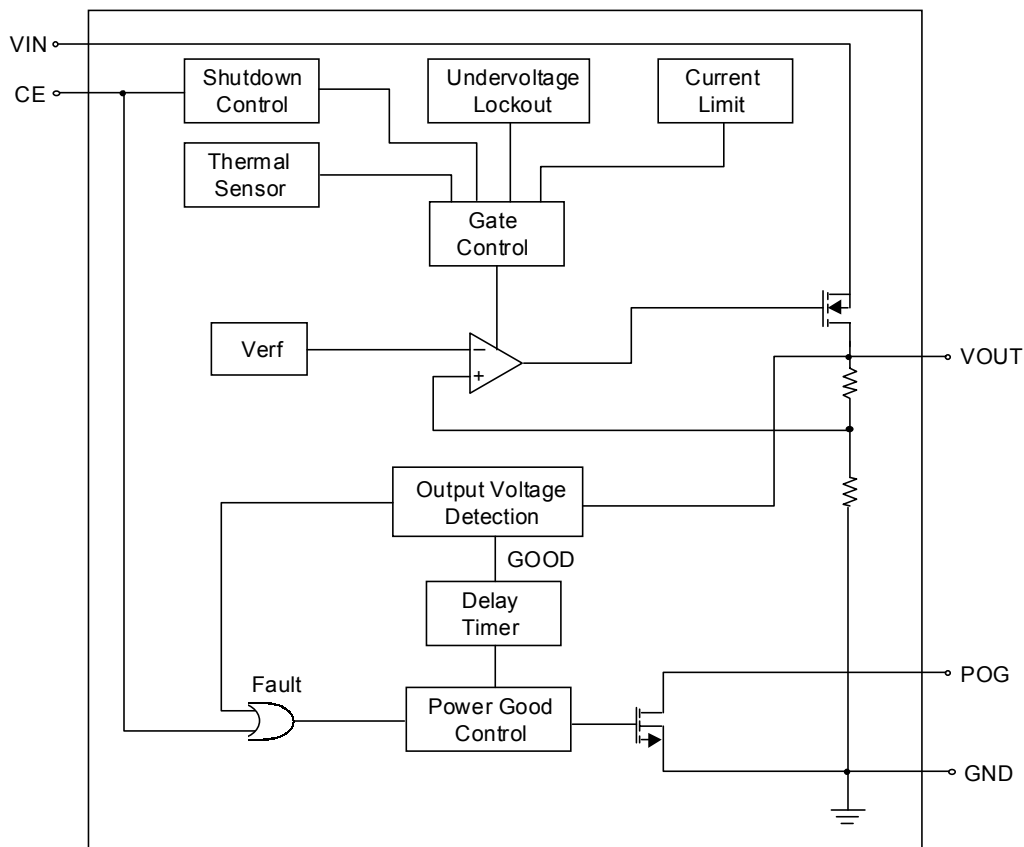 VIN
CE
Shutdown
Control
Undervoltage
Lockout
Current
Limit
Thermal
Sensor
Gate
Control
Verf
−
+
VOUT
Output Voltage
Detection
GOOD
Delay
Timer
Fault
Power Good
Control
POG
GND